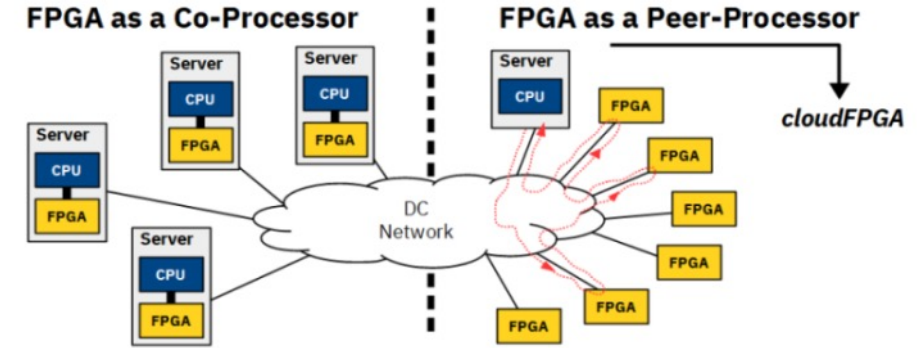 FPGA as a Co-Processor
FPGA as a Peer-Processor
Server
CPU
FPGA
Server
CPU
FPGA
Server
CPU
FPGA
Server
CPU
FPGA
DC
Network
Server
CPU
FPGA
FPGA
FPGA
FPGA
FPGA
FPGA
cloudFPGA